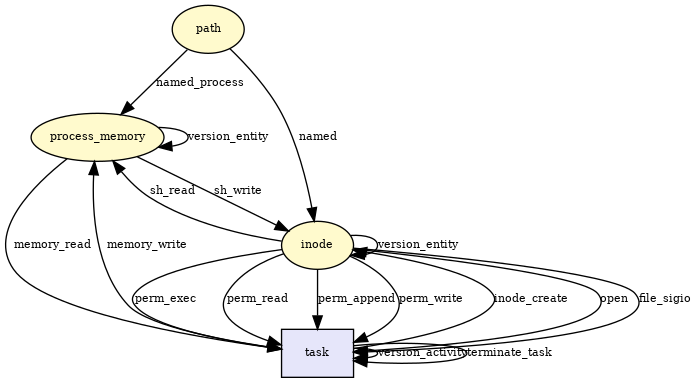 path
named_process
process_memory
version_entity
named
sh_read
sh_write
memory_read
memory_write
inode
version_entity
perm_exec
perm_read
perm_append
perm_write
inode_create
open
file_sigio
task
version_activity
terminate_task